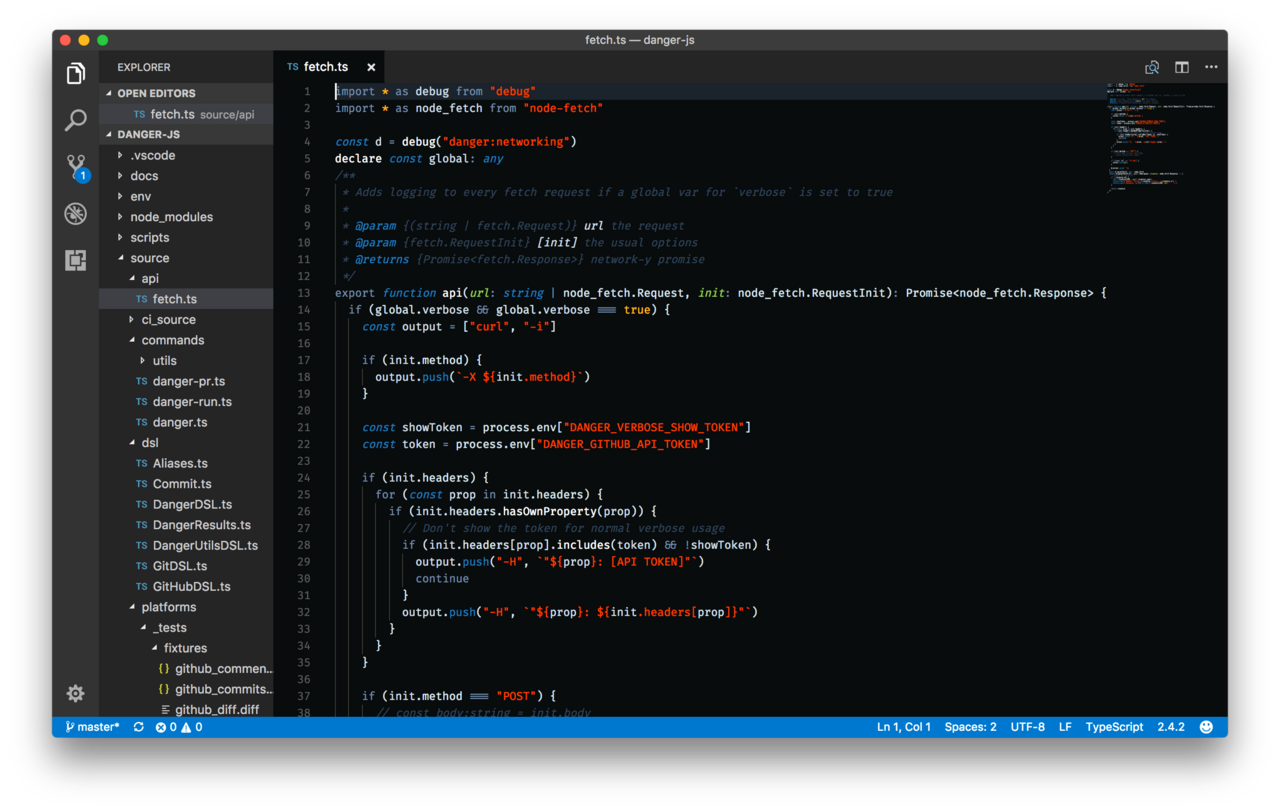 fetch.ts — danger-js
EXPLORER
OPEN EDITORS
TS fetch.ts source/api
DANGER-JS
.vscode
docs
env
node_modules
scripts
source
api
TS fetch.ts
ci_source
commands
utils
TS danger-pr.ts
TS danger-run.ts
TS danger.ts
dsl
TS Aliases.ts
TS Commit.ts
TS DangerDSL.ts
TS DangerResults.ts
TS DangerUtilsDSL.ts
TS GitDSL.ts
TS GitHubDSL.ts
platforms
_tests
fixtures
{} github_commen...
{} github_commits...
github_diff.diff
1
TS fetch.ts ×
1 import * as debug from "debug"
2 import * as node_fetch from "node-fetch"
3
4 const d = debug("danger:networking")
5 declare const global: any
6 /**
7  * Adds logging to every fetch request if a global var for `verbose` is set to true
8  *
9  * @param {(string | fetch.Request)} url the request
10  * @param {fetch.RequestInit} [init] the usual options
11  * @returns {Promise<fetch.Response>} network-y promise
12  */
13 export function api(url: string | node_fetch.Request, init: node_fetch.RequestInit): Promise<node_fetch.Response> {
14   if (global.verbose && global.verbose === true) {
15     const output = ["curl", "-i"]
16
17     if (init.method) {
18       output.push(`-X ${init.method}`)
19     }
20
21     const showToken = process.env["DANGER_VERBOSE_SHOW_TOKEN"]
22     const token = process.env["DANGER_GITHUB_API_TOKEN"]
23
24     if (init.headers) {
25       for (const prop in init.headers) {
26         if (init.headers.hasOwnProperty(prop)) {
27           // Don't show the token for normal verbose usage
28           if (init.headers[prop].includes(token) && !showToken) {
29             output.push("-H", `"${prop}: [API TOKEN]"`)
30             continue
31           }
32           output.push("-H", `"${prop}: ${init.headers[prop]}"`)
33         }
34       }
35     }
36
37     if (init.method === "POST") {
38       // const body:string = init.body
master* 0 0
Ln 1, Col 1 Spaces: 2 UTF-8 LF TypeScript 2.4.2